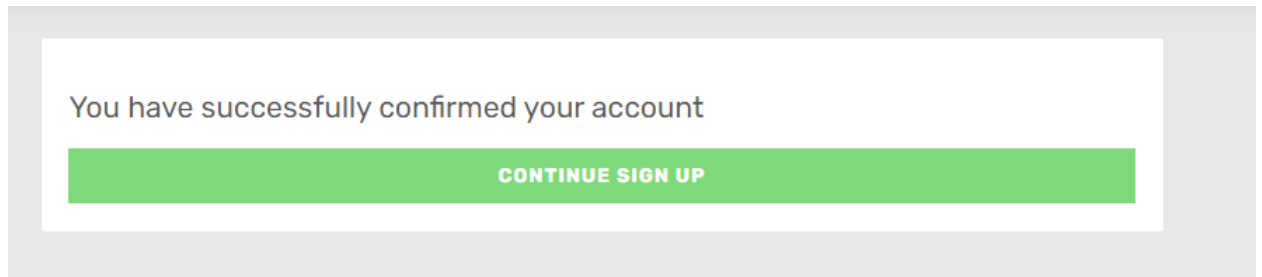 You have successfully confirmed your account
CONTINUE SIGN UP